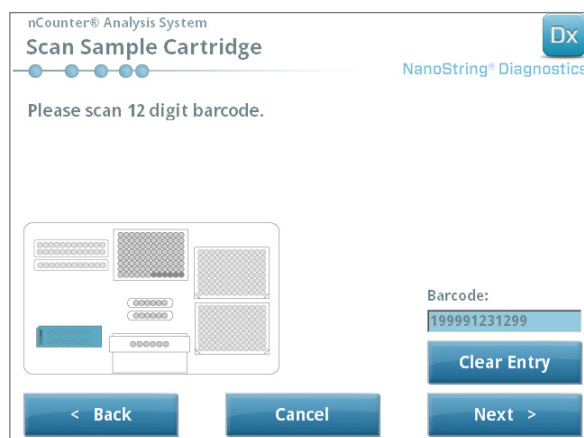 nCounter® Analysis System
Scan Sample Cartridge
Dx
NanoString® Diagnostics
Please scan 12 digit barcode.
Barcode:
199991231299
Clear Entry
< Back
Cancel
Next >